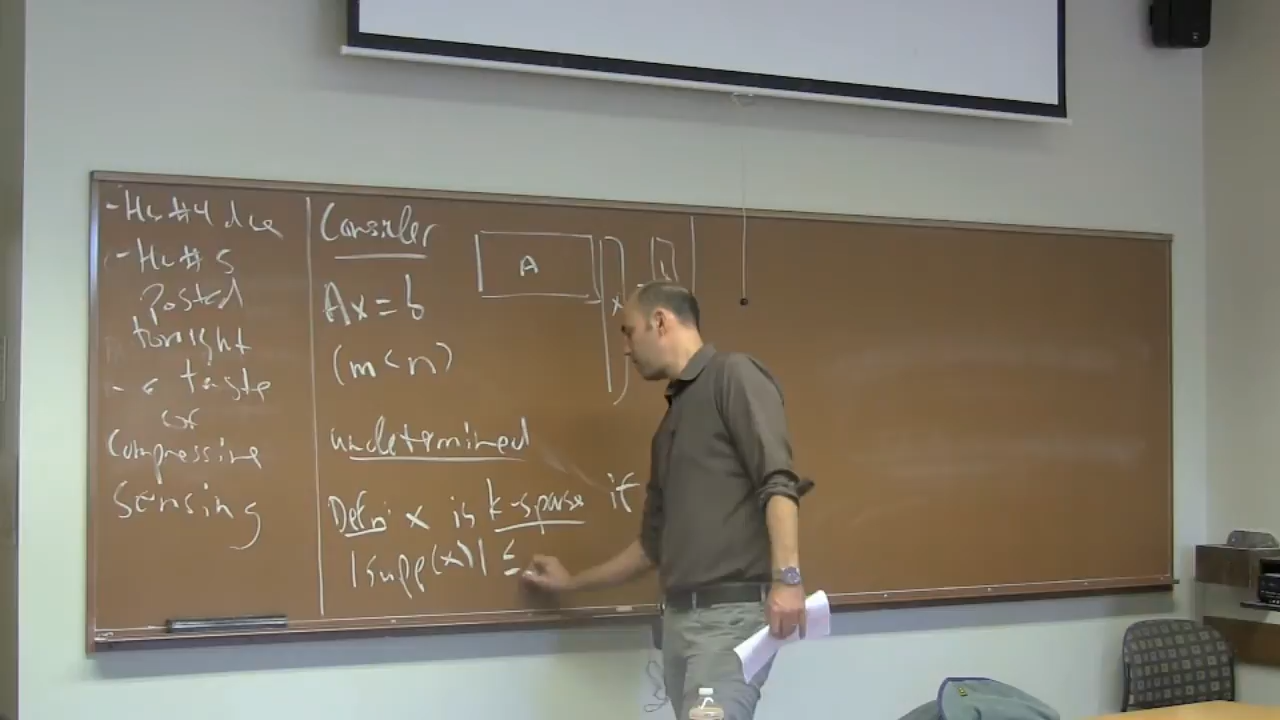 - Hw #4 due
- Hw #5
posted
tonight
- a taste
of
compressive
sensing
Consider
Ax = b
(m < n)
undetermined
Defn: x is k-sparse if
|supp(x)| ≤
A
x